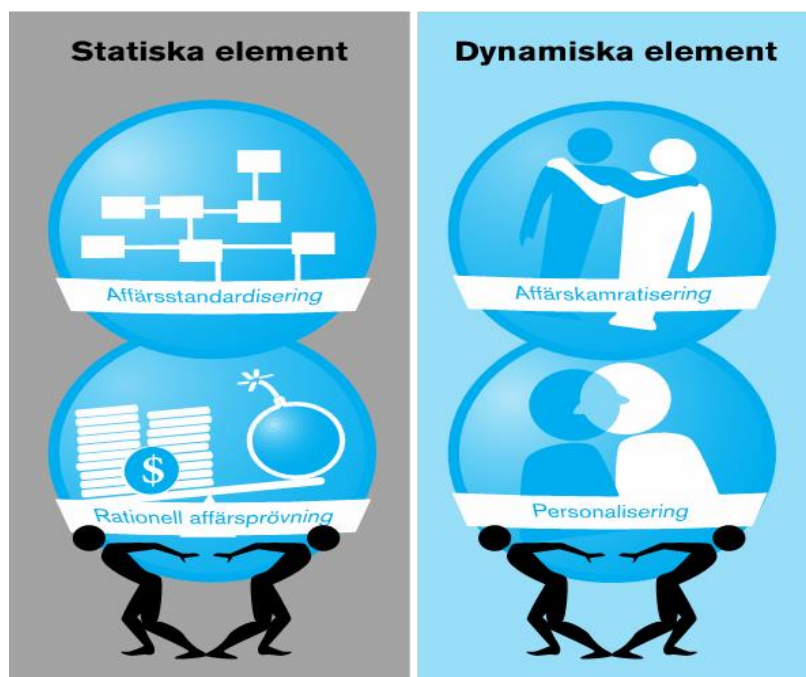 Statiska element
Affärsstandardisering
$
Rationell affärsprövning
Dynamiska element
Affärskamratisering
Personalisering